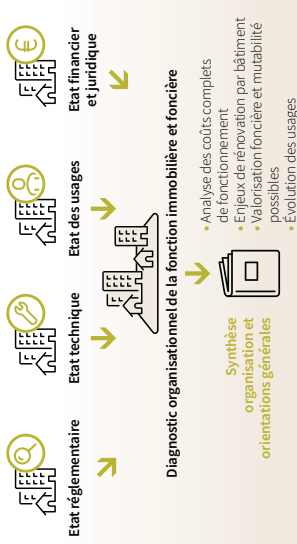 Etat réglementaire
Etat technique
Etat des usages
Etat financier
et juridique
Diagnostic organisationnel de la fonction immobilière et foncière
Synthèse
organisation et
orientations générales
• Analyse des coûts complets
de fonctionnement
• Enjeux de rénovation par bâtiment
• Valorisation foncière et mutabilité
possibles
• Évolution des usages